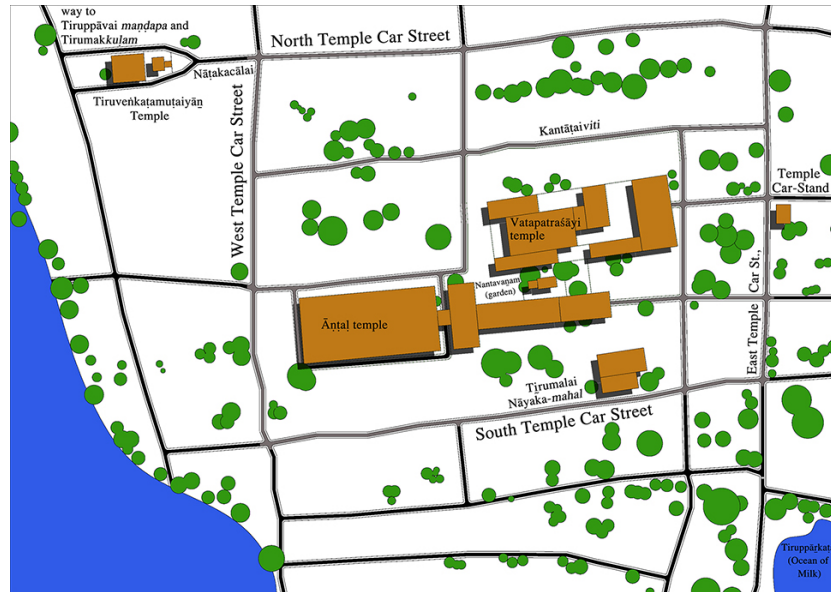 way to
Tiruppāvai maṇḍapa and
Tirumakkuḷam
North Temple Car Street
Nāṭakacālai
Tiruveṅkaṭamuṭaiyāṉ
Temple
West Temple Car Street
Kantāṭaiviti
Temple
Car-Stand
Vatapatraśāyi
temple
Nantavaṉam
(garden)
Āṇṭaḷ temple
East Temple Car St.,
Tirumalai
Nāyaka-mahal
South Temple Car Street
(Ocean of
Milk)